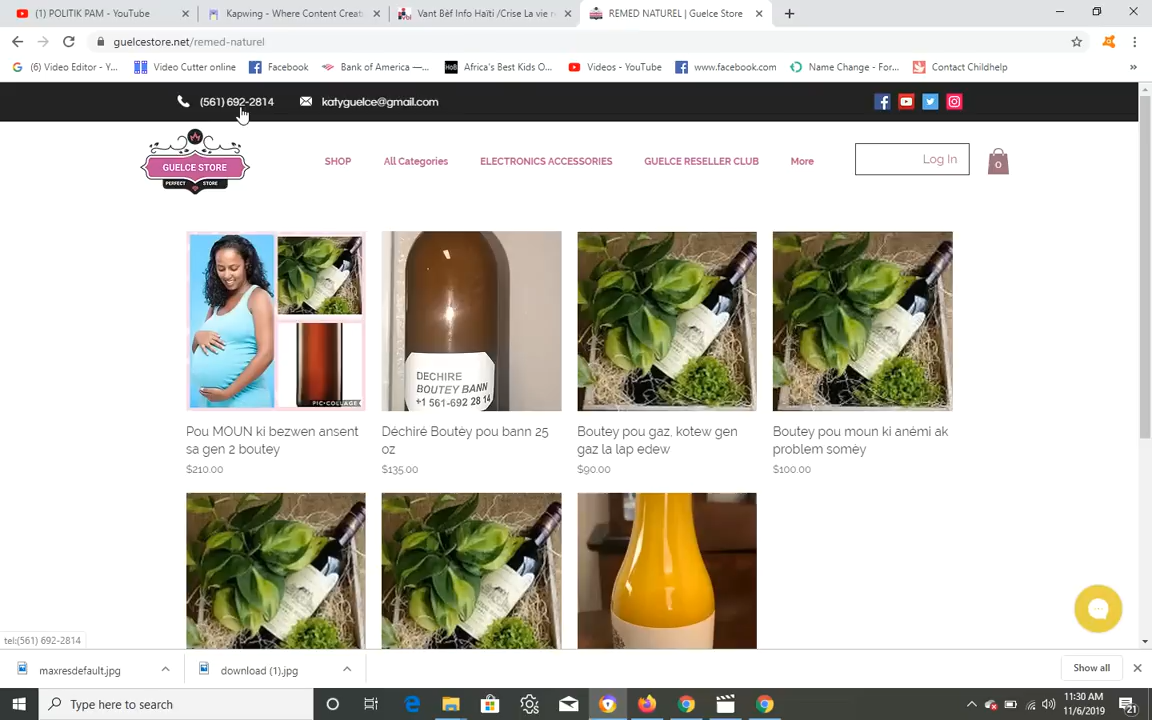 (1) POLITIK PAM - YouTube
Kapwing - Where Content Creat
Vant Bèf Info Haïti /Crise La vie r
REMED NATUREL | Guelce Store
guelcestore.net/remed-naturel
(6) Video Editor - Y...
Video Cutter online
Facebook
Bank of America —...
HoB
Africa's Best Kids O...
Videos - YouTube
www.facebook.com
Name Change - For...
Contact Childhelp
»
(561) 692-2814
katyguelce@gmail.com
GUELCE STORE
PERFECT STORE
SHOP
All Categories
ELECTRONICS ACCESSORIES
GUELCE RESELLER CLUB
More
Log In
0
PIC•COLLAGE
DECHIRE
BOUTEY BANN
+1 561-692 28 14
Pou MOUN ki bezwen ansent
sa gen 2 boutey
$210.00
Déchiré Boutèy pou bann 25
oz
$135.00
Boutey pou gaz, kotew gen
gaz la lap edew
$90.00
Boutey pou moun ki anémi ak
problem somèy
$100.00
tel:(561) 692-2814
maxresdefault.jpg
download (1).jpg
Show all
Type here to search
11:30 AM
11/6/2019
21